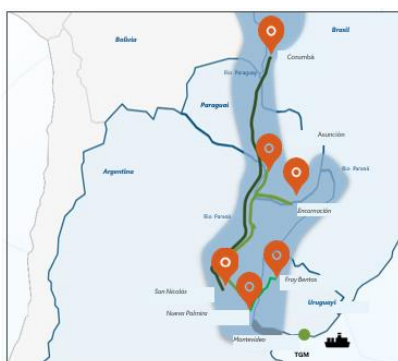 Bolivia
Brasil
Corumbá
Rio Paraguay
Paraguai
Asunción
Argentina
Rio Paraná
Encarnación
Rio Paraná
San Nicolás
Fray Bentos
Nueva Palmira
Uruguayi
Montevideo
TGM